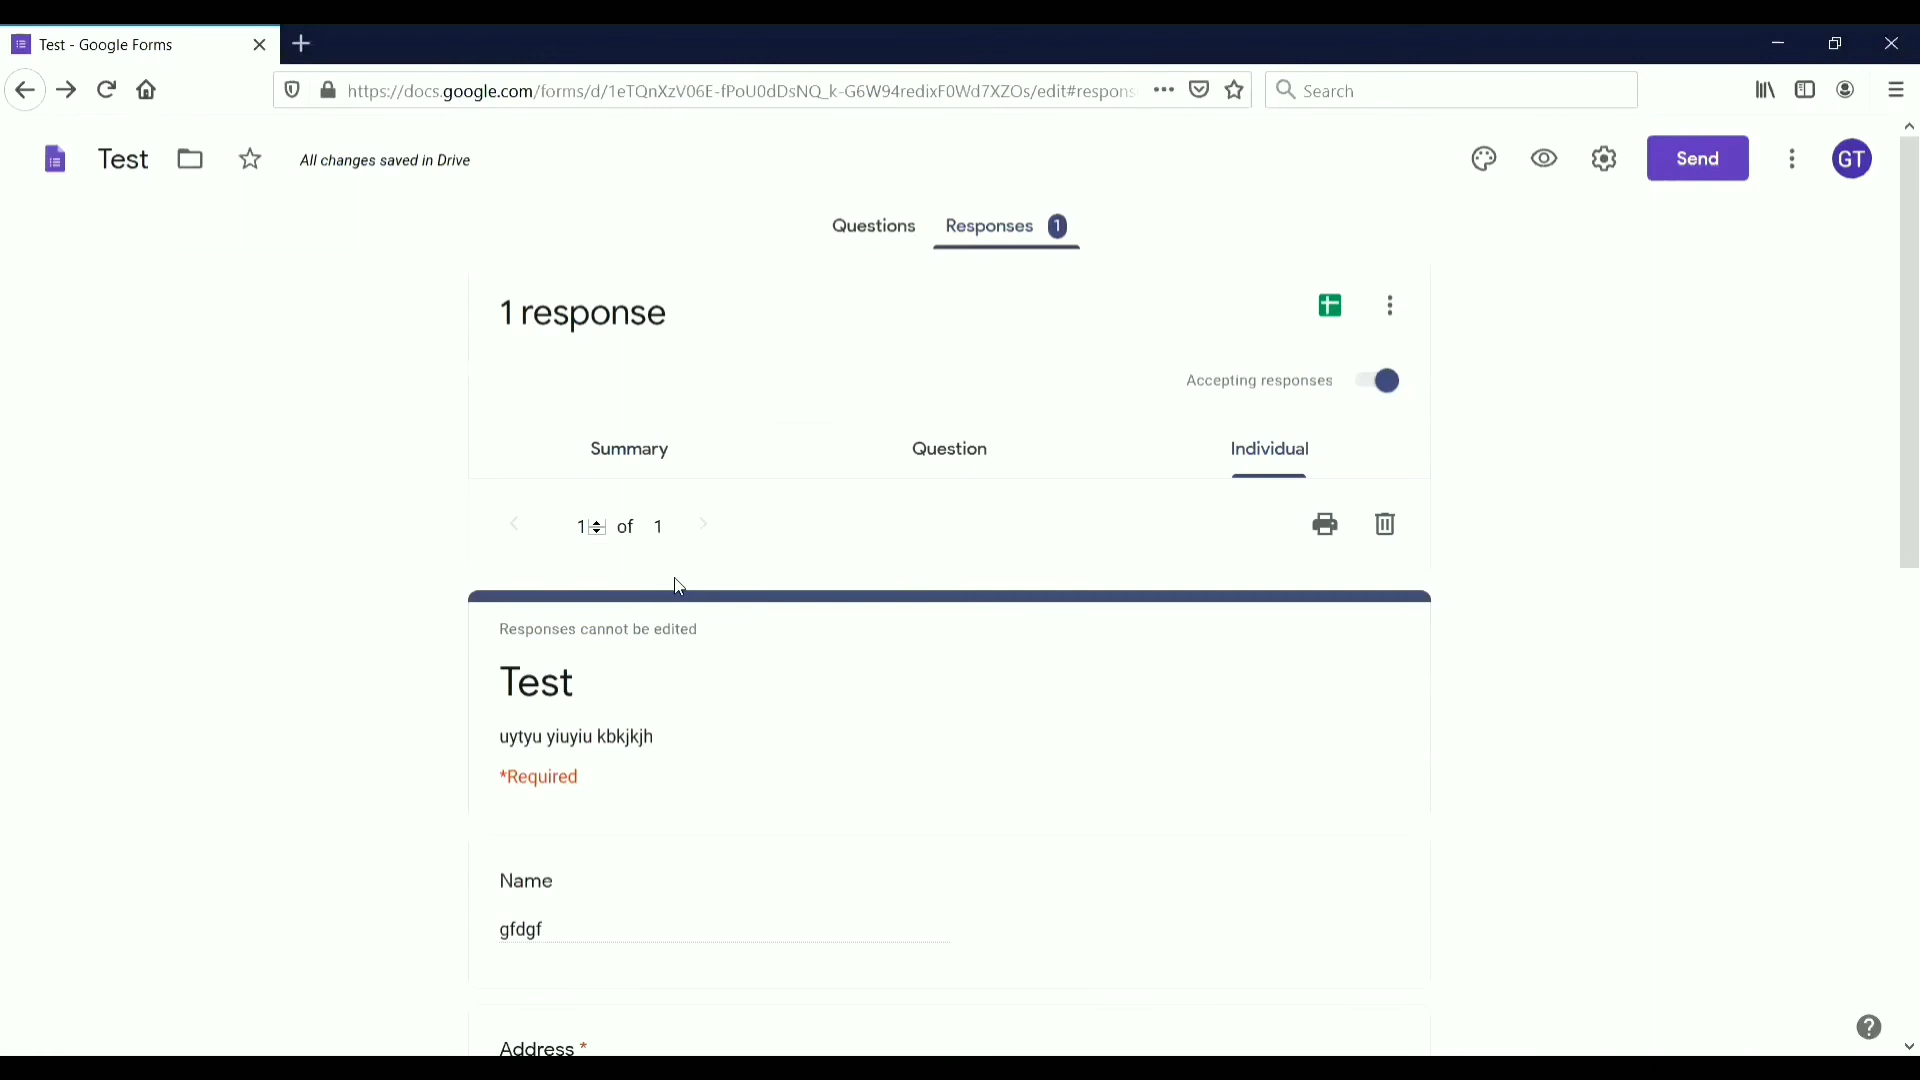 Test - Google Forms
https://docs.google.com/forms/d/1eTQnXzV06E-fPoU0dDsNQ_k-G6W94redixF0Wd7XZOs/edit#respons
Search
Test
All changes saved in Drive
Send
GT
Questions
Responses 1
1 response
Accepting responses
Summary
Question
Individual
1 of 1
Responses cannot be edited
Test
uytyu yiuyiu kbkjkjh
*Required
Name
gfdgf
Address *